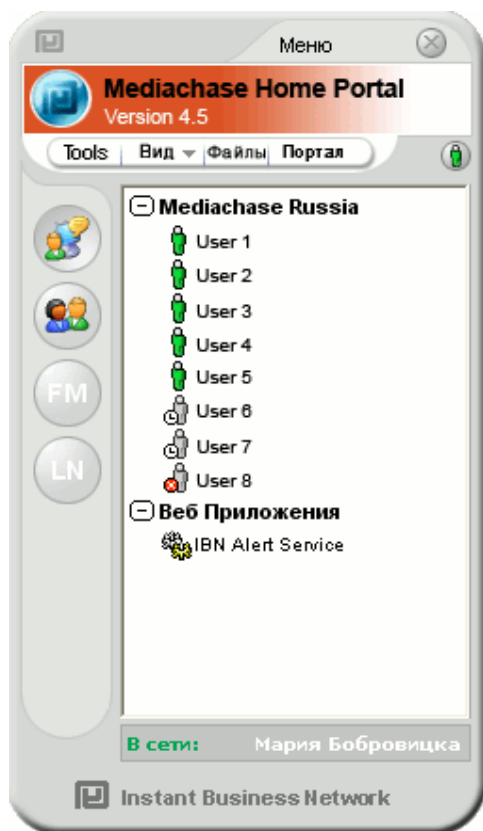 Меню
Mediachase Home Portal
Version 4.5
Tools Вид Файлы Портал
Mediachase Russia
User 1
User 2
User 3
User 4
User 5
User 6
User 7
User 8
FM
LN
Веб Приложения
IBN Alert Service
В сети: Мария Бобровицка
Instant Business Network